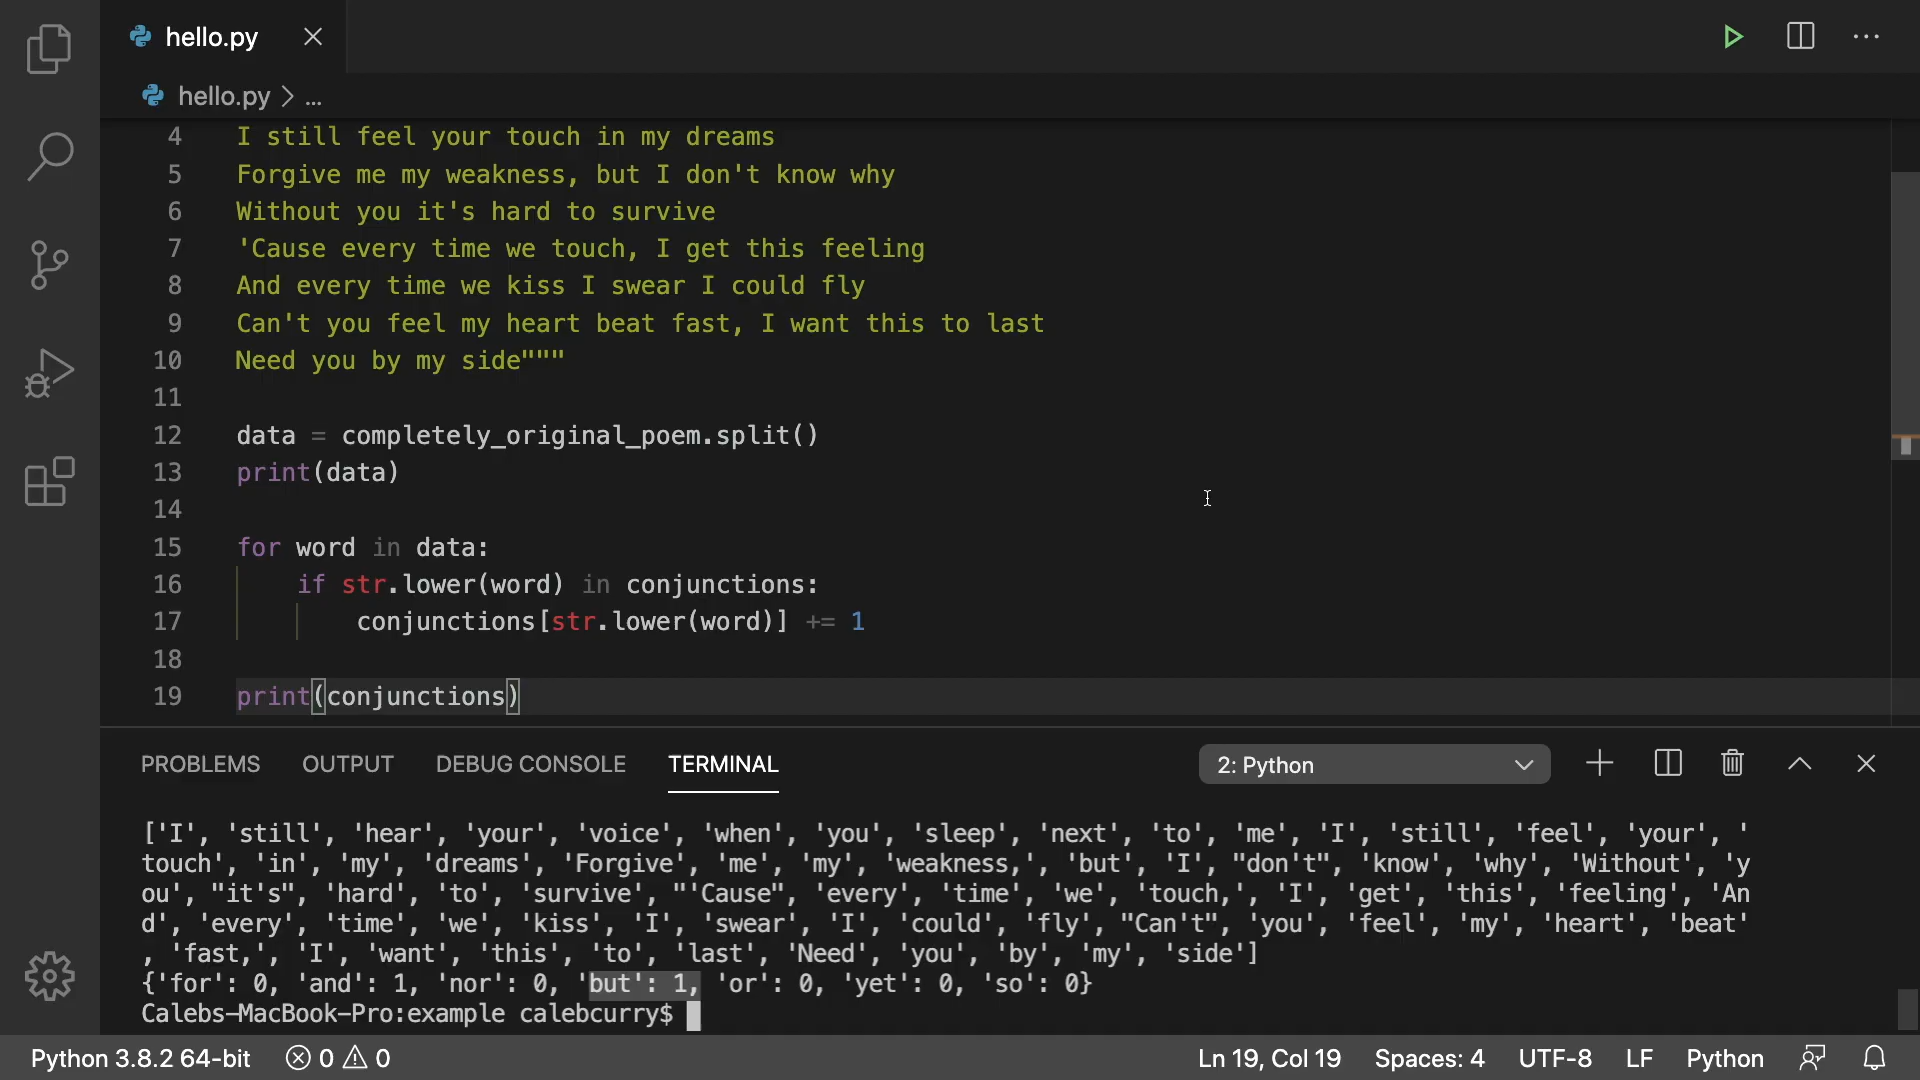 hello.py
hello.py > ...
4 I still feel your touch in my dreams
5 Forgive me my weakness, but I don't know why
6 Without you it's hard to survive
7 'Cause every time we touch, I get this feeling
8 And every time we kiss I swear I could fly
9 Can't you feel my heart beat fast, I want this to last
10 Need you by my side"""
11
12 data = completely_original_poem.split()
13 print(data)
14
15 for word in data:
16 if str.lower(word) in conjunctions:
17 conjunctions[str.lower(word)] += 1
18
19 print(conjunctions)
PROBLEMS OUTPUT DEBUG CONSOLE TERMINAL 2: Python
['I', 'still', 'hear', 'your', 'voice', 'when', 'you', 'sleep', 'next', 'to', 'me', 'I', 'still', 'feel', 'your', '
touch', 'in', 'my', 'dreams', 'Forgive', 'me', 'my', 'weakness,', 'but', 'I', "don't", 'know', 'why', 'Without', 'y
ou', "it's", 'hard', 'to', 'survive', "'Cause", 'every', 'time', 'we', 'touch,', 'I', 'get', 'this', 'feeling', 'An
d', 'every', 'time', 'we', 'kiss', 'I', 'swear', 'I', 'could', 'fly', "Can't", 'you', 'feel', 'my', 'heart', 'beat'
, 'fast,', 'I', 'want', 'this', 'to', 'last', 'Need', 'you', 'by', 'my', 'side']
{'for': 0, 'and': 1, 'nor': 0, 'but': 1, 'or': 0, 'yet': 0, 'so': 0}
Calebs-MacBook-Pro:example calebcurry$
Python 3.8.2 64-bit 0 0 Ln 19, Col 19 Spaces: 4 UTF-8 LF Python